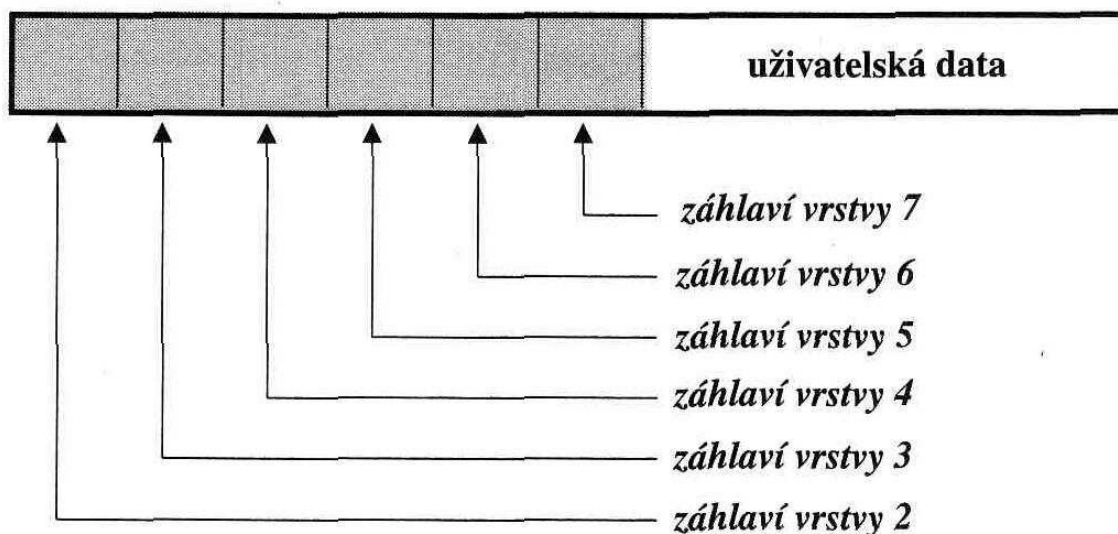 uživatelská data
záhlaví vrstvy 7
záhlaví vrstvy 6
záhlaví vrstvy 5
záhlaví vrstvy 4
záhlaví vrstvy 3
záhlaví vrstvy 2